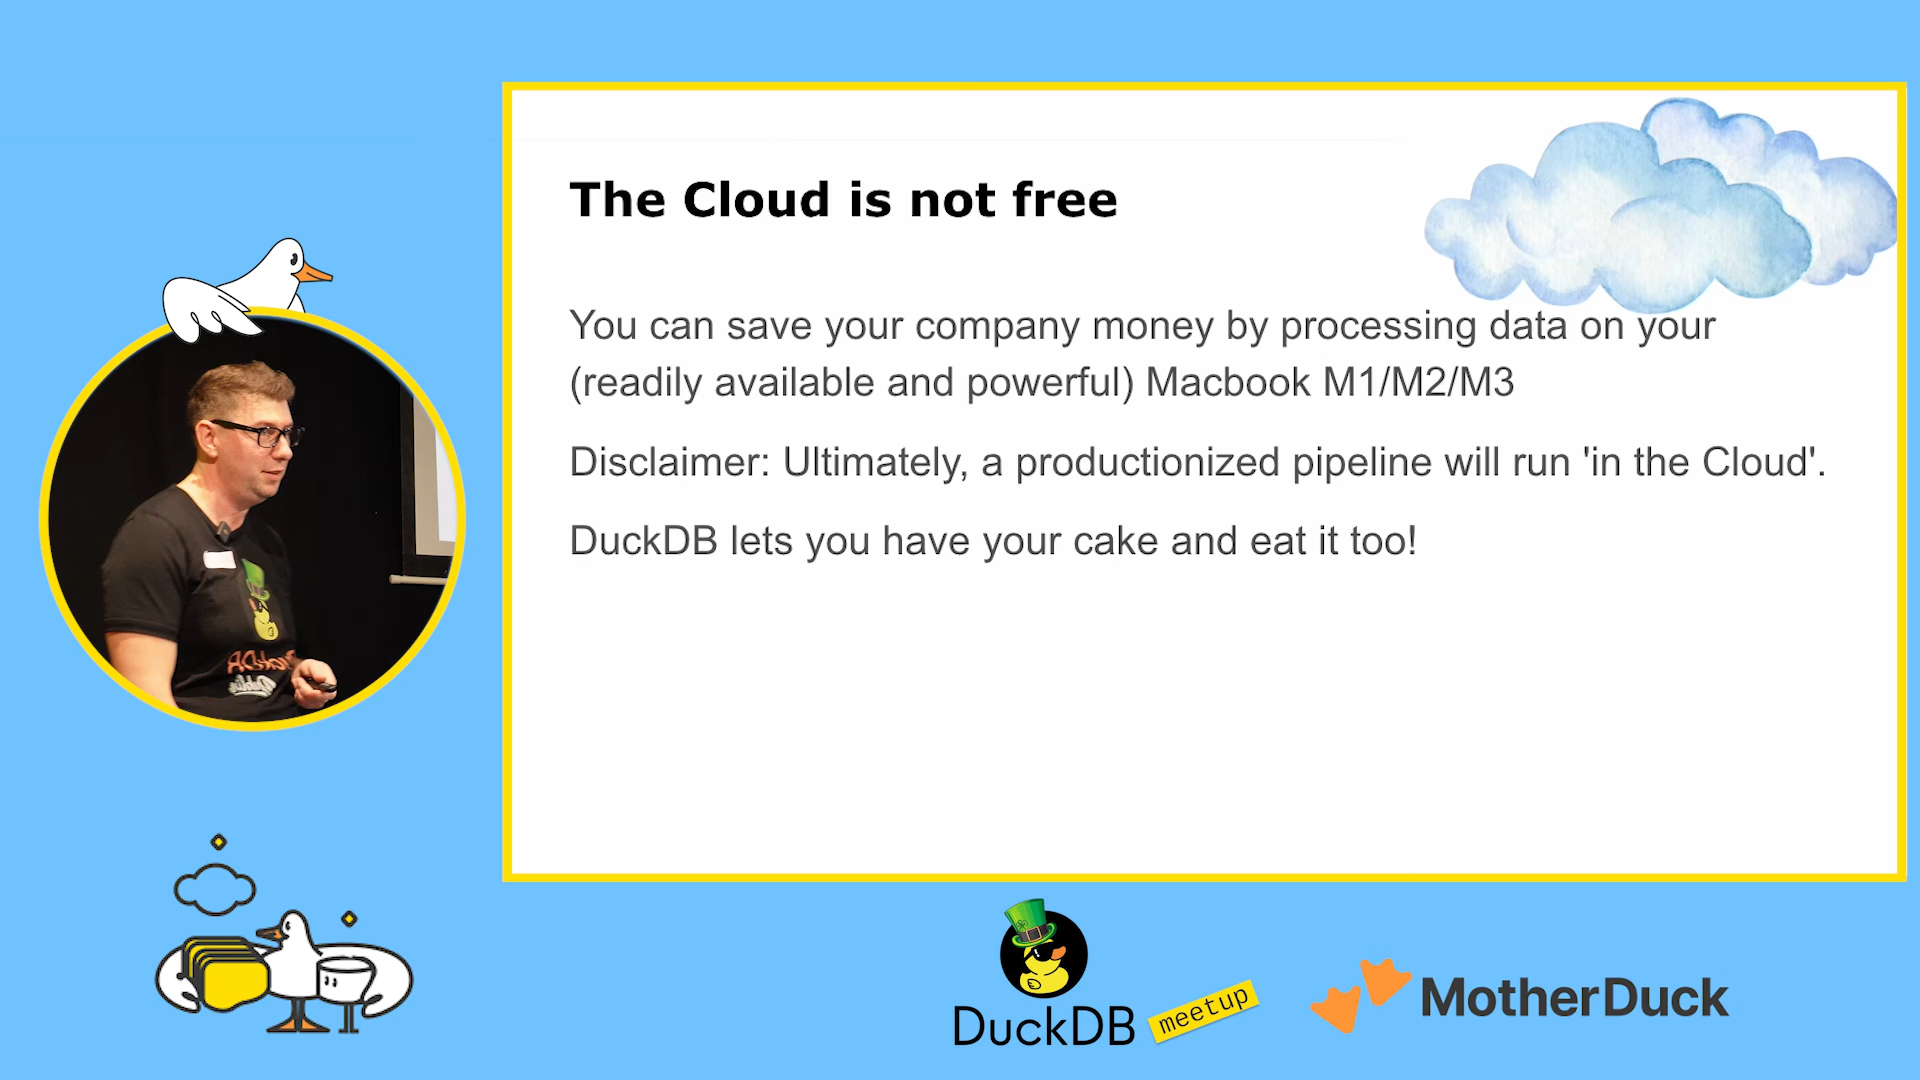 The Cloud is not free
You can save your company money by processing data on your
(readily available and powerful) Macbook M1/M2/M3
Disclaimer: Ultimately, a productionized pipeline will run 'in the Cloud'.
DuckDB lets you have your cake and eat it too!
DuckDB
meetup
MotherDuck